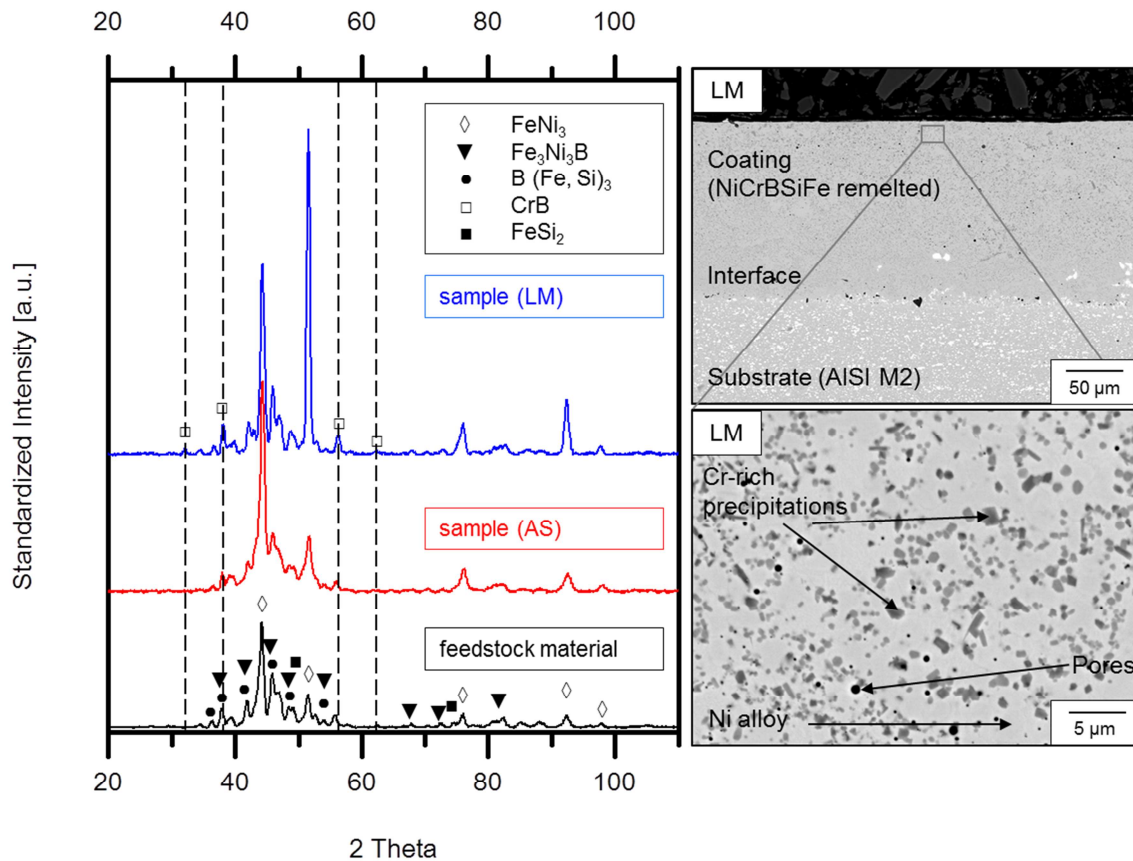 20 40 60 80 100
Standardized Intensity [a.u.]
FeNi₃
Fe₃Ni₃B
B (Fe, Si)₃
CrB
FeSi₂
sample (LM)
sample (AS)
feedstock material
20 40 60 80 100
2 Theta
LM
Coating
(NiCrBSiFe remelted)
Interface
Substrate (AISI M2)
50 µm
LM
Cr-rich
precipitations
Pores
Ni alloy
5 µm